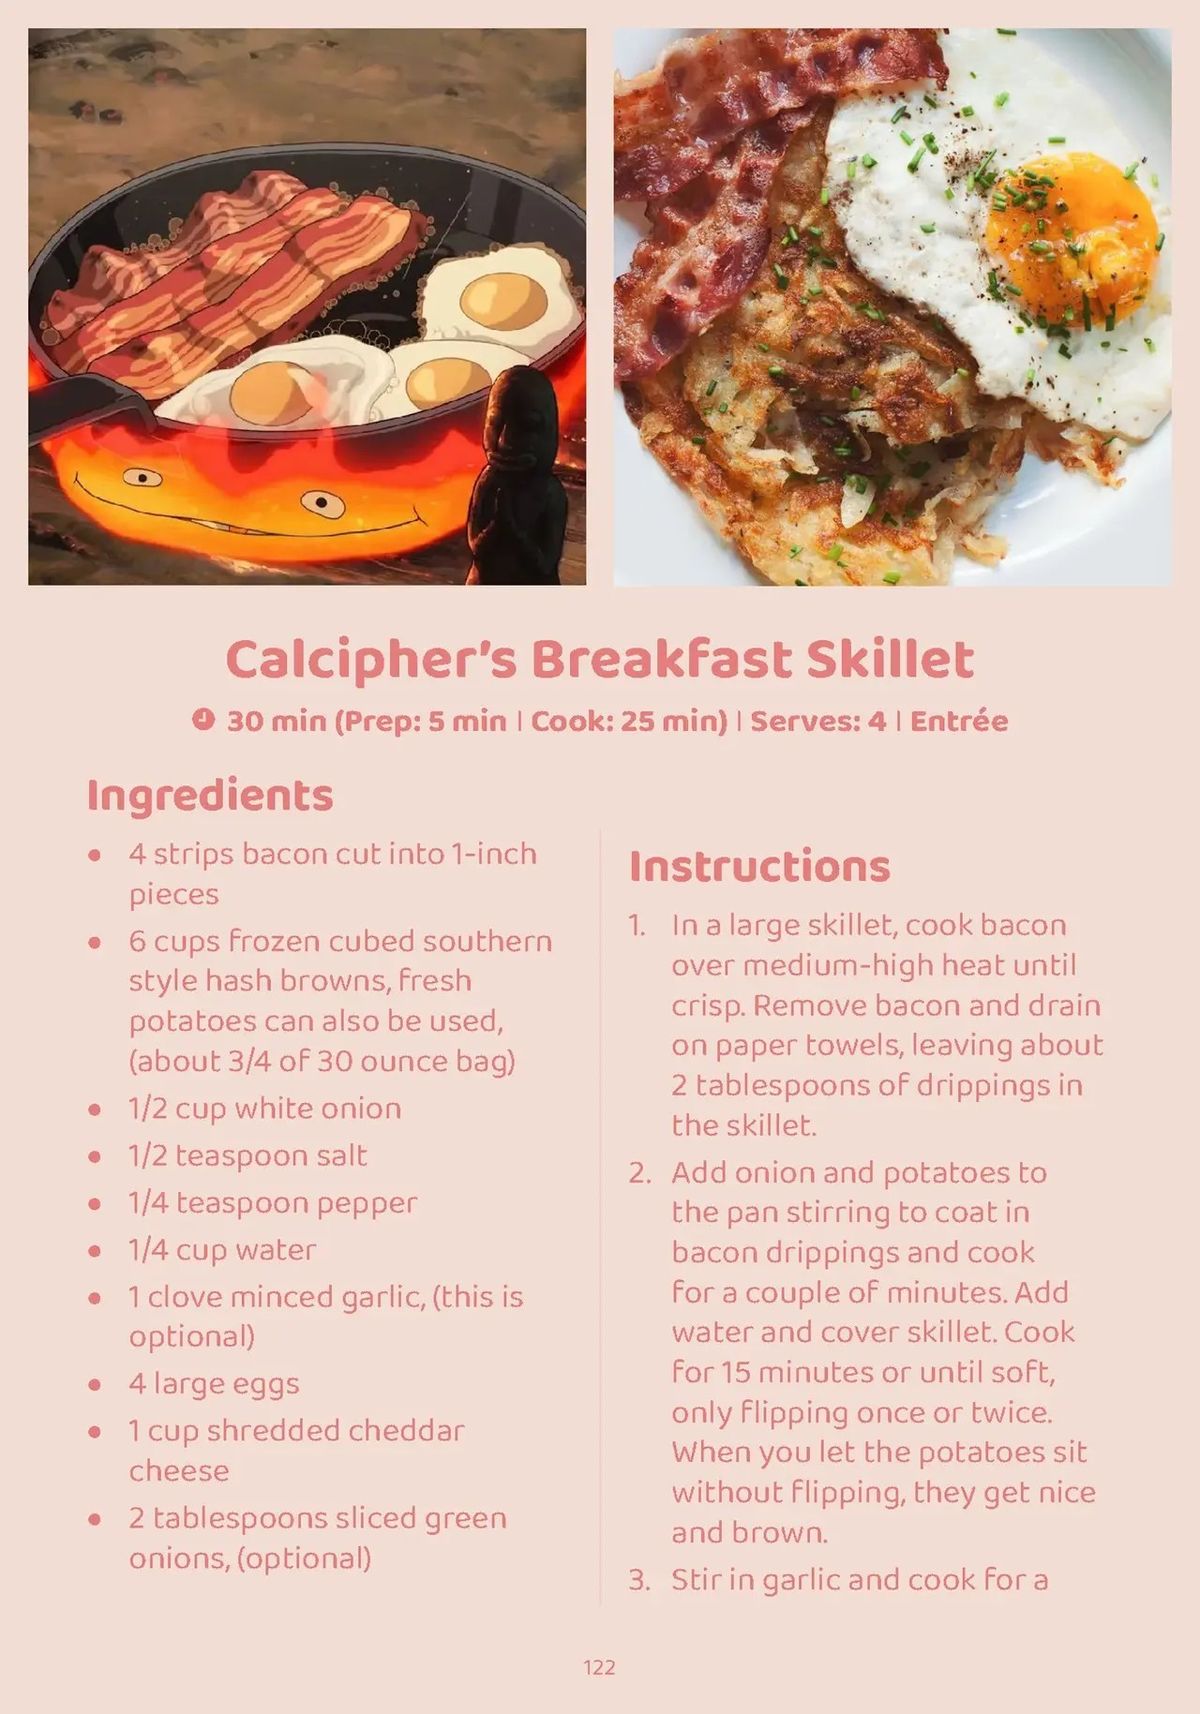 Calcipher's Breakfast Skillet
30 min (Prep: 5 min | Cook: 25 min) | Serves: 4 | Entrée
Ingredients
• 4 strips bacon cut into 1-inch
pieces
• 6 cups frozen cubed southern
style hash browns, fresh
potatoes can also be used,
(about 3/4 of 30 ounce bag)
• 1/2 cup white onion
• 1/2 teaspoon salt
• 1/4 teaspoon pepper
• 1/4 cup water
• 1 clove minced garlic, (this is
optional)
• 4 large eggs
• 1 cup shredded cheddar
cheese
• 2 tablespoons sliced green
onions, (optional)
Instructions
1. In a large skillet, cook bacon
over medium-high heat until
crisp. Remove bacon and drain
on paper towels, leaving about
2 tablespoons of drippings in
the skillet.
2. Add onion and potatoes to
the pan stirring to coat in
bacon drippings and cook
for a couple of minutes. Add
water and cover skillet. Cook
for 15 minutes or until soft,
only flipping once or twice.
When you let the potatoes sit
without flipping, they get nice
and brown.
3. Stir in garlic and cook for a
122